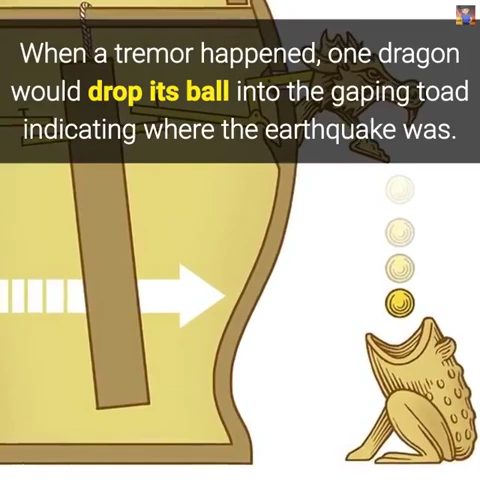 When a tremor happened, one dragon
would drop its ball into the gaping toad
indicating where the earthquake was.